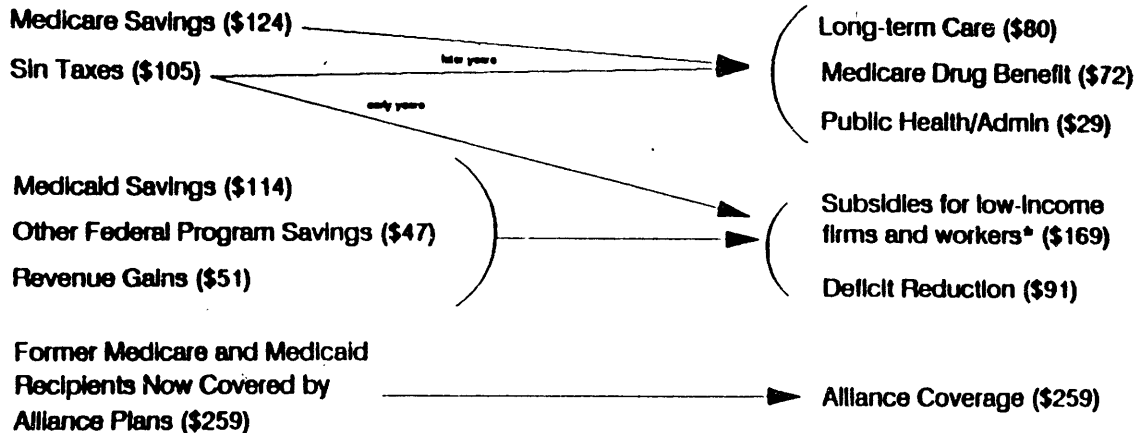 Medicare Savings ($124)
Sin Taxes ($105)
later years
early years
Long-term Care ($80)
Medicare Drug Benefit ($72)
Public Health/Admin ($29)
Medicaid Savings ($114)
Other Federal Program Savings ($47)
Revenue Gains ($51)
Subsidies for low-income
firms and workers* ($169)
Deficit Reduction ($91)
Former Medicare and Medicaid
Recipients Now Covered by
Alliance Plans ($259)
Alliance Coverage ($259)